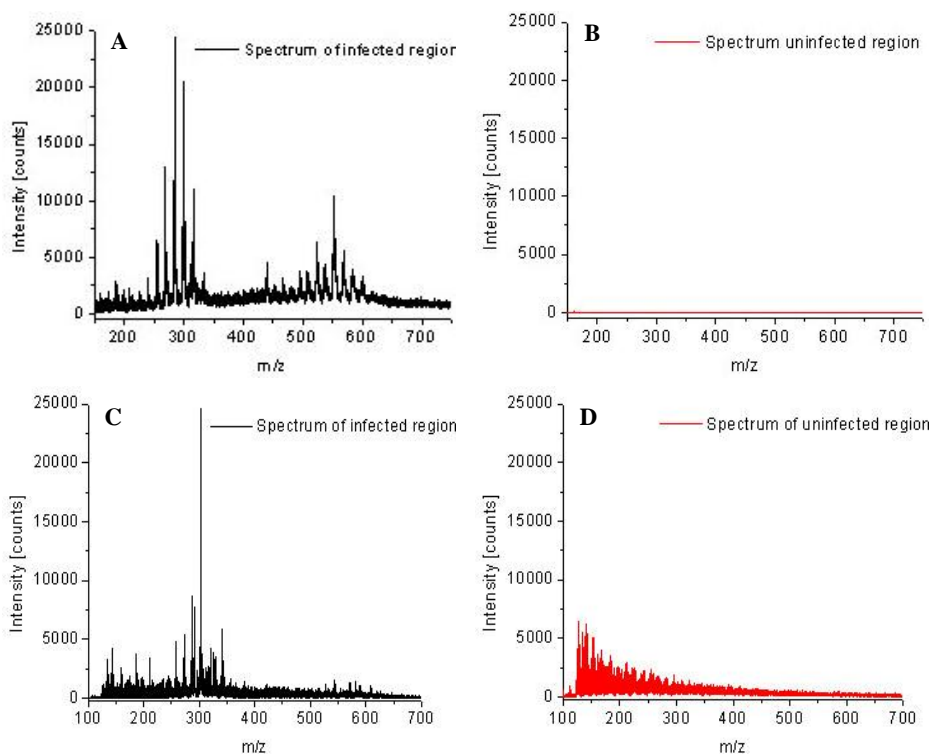 A
Spectrum of infected region
25000
20000
15000
10000
5000
0
Intensity [counts]
200 300 400 500 600 700
m/z
B
Spectrum uninfected region
25000
20000
15000
10000
5000
0
Intensity [counts]
200 300 400 500 600 700
m/z
C
Spectrum of infected region
25000
20000
15000
10000
5000
0
Intensity [counts]
100 200 300 400 500 600 700
m/z
D
Spectrum of uninfected region
25000
20000
15000
10000
5000
0
Intensity [counts]
100 200 300 400 500 600 700
m/z